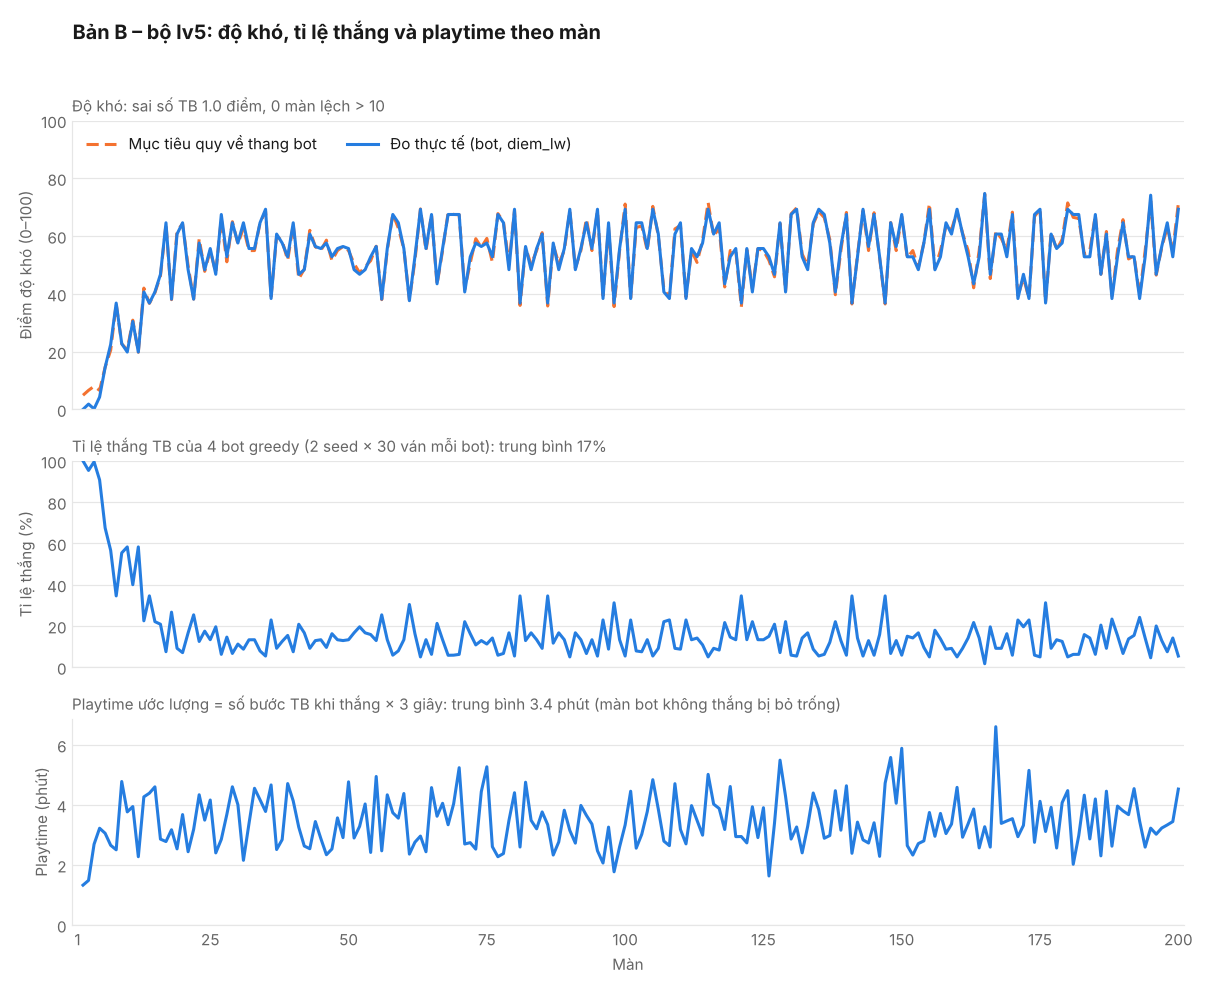 Bản B – bộ lv5: độ khó, tỉ lệ thắng và playtime theo màn
Độ khó: sai số TB 1.0 điểm, 0 màn lệch > 10
Điểm độ khó (0–100)
100
80
60
40
20
0
Mục tiêu quy về thang bot
Đo thực tế (bot, diem_lw)
Tỉ lệ thắng TB của 4 bot greedy (2 seed × 30 ván mỗi bot): trung bình 17%
Tỉ lệ thắng (%)
100
80
60
40
20
0
Playtime ước lượng = số bước TB khi thắng × 3 giây: trung bình 3.4 phút (màn bot không thắng bị bỏ trống)
Playtime (phút)
6
4
2
0
1 25 50 75 100 125 150 175 200
Màn